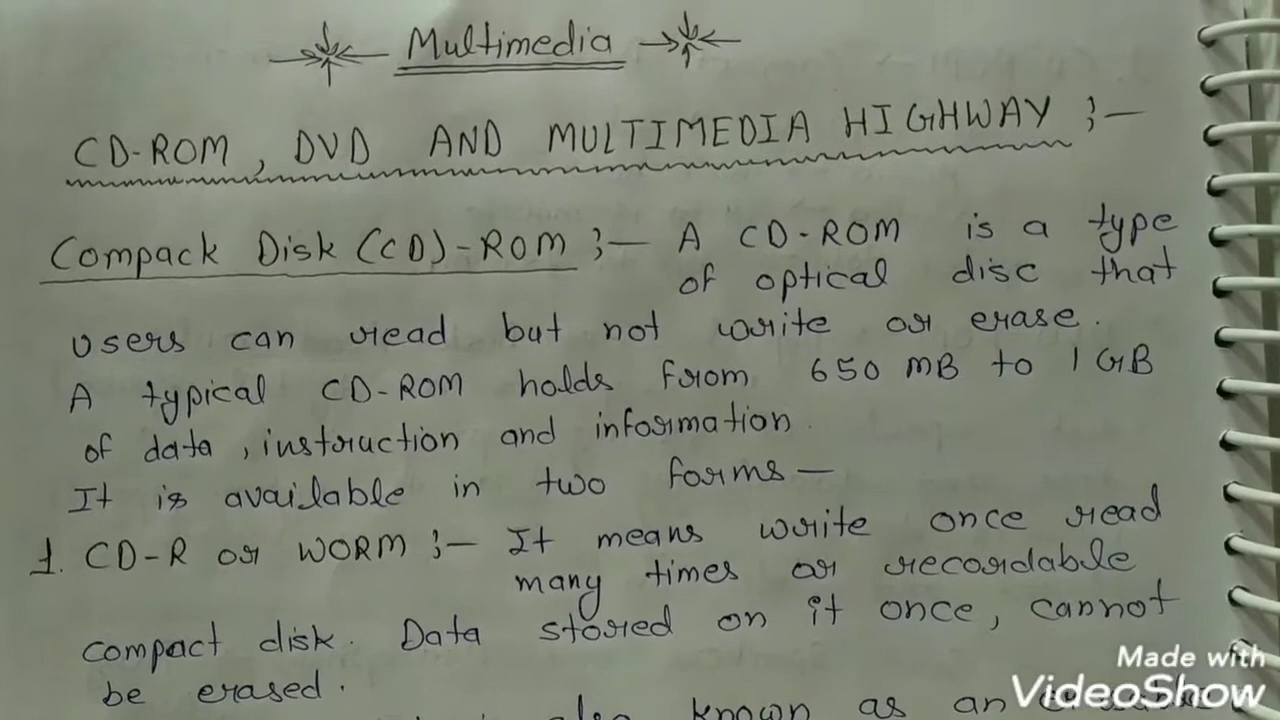 Multimedia
CD-ROM, DVD AND MULTIMEDIA HIGHWAY ;-
Compack Disk (CD)-ROM ;- A CD-ROM is a type
of optical disc that
users can read but not write or erase.
A typical CD-ROM holds from 650 MB to 1 GB
of data, instruction and information.
It is available in two forms -
1. CD-R or WORM ;- It means write once read
many times or recordable
compact disk. Data stored on it once, cannot
be erased.
also known as an
Made with
VideoShow